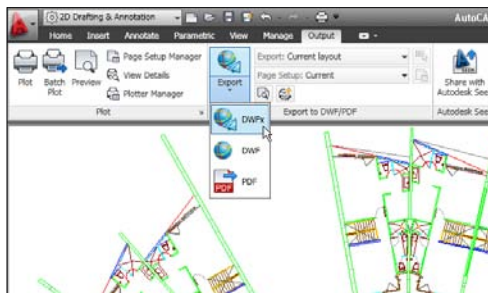 2D Drafting & Annotation
AutoCA
Home Insert Annotate Parametric View Manage Output
Plot
Batch Plot
Preview
Page Setup Manager
View Details
Plotter Manager
Plot
Export
Export: Current layout
Page Setup: Current
Export to DWF/PDF
Share with
Autodesk See
Autodesk See
DWFx
DWF
PDF
PDF